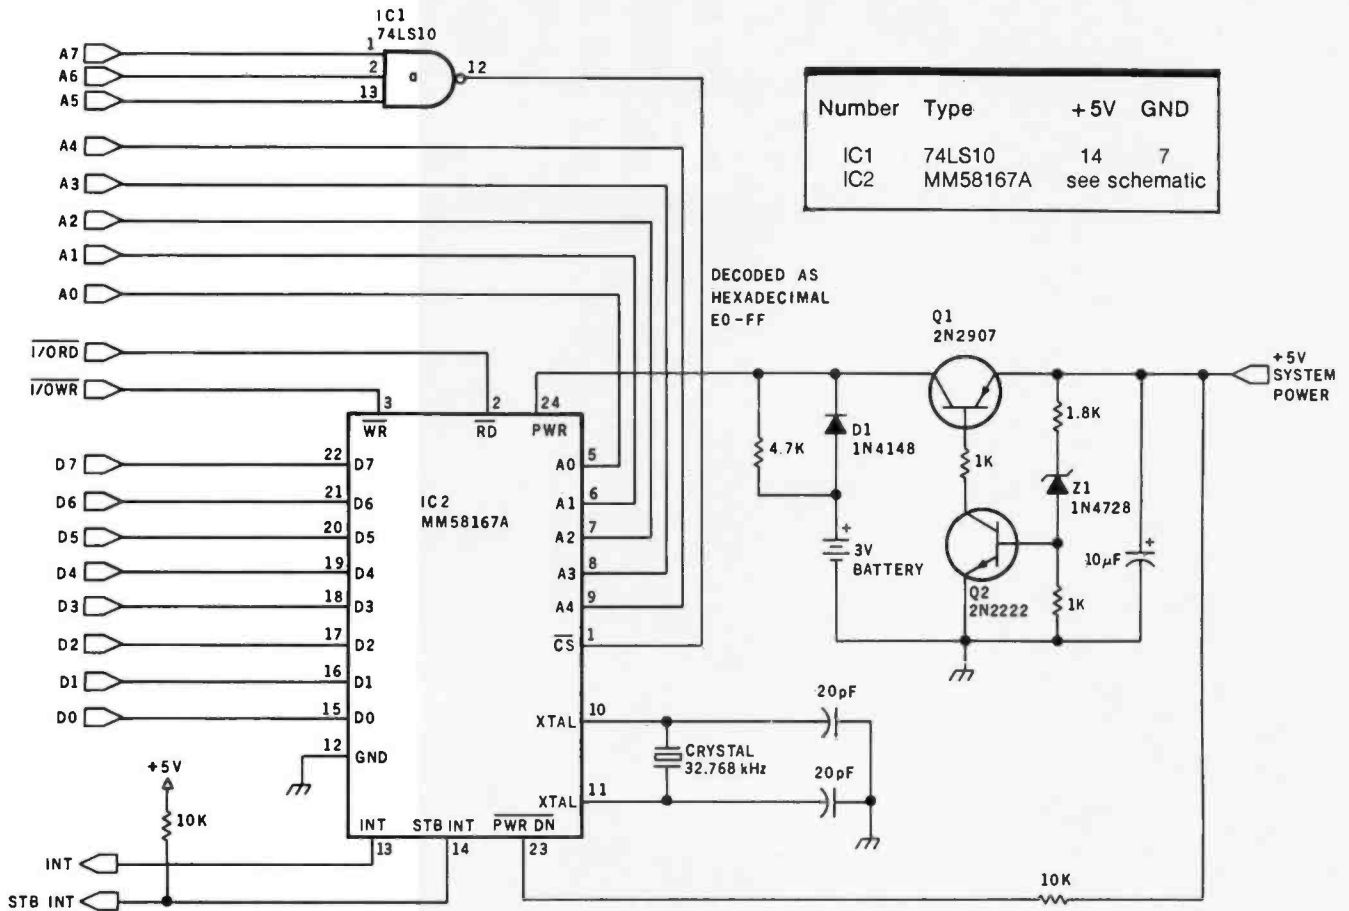 IC1
74LS10
A7
1
A6
2
a
12
A5
13
A4
A3
A2
A1
A0
Number Type +5V GND
IC1 74LS10 14 7
IC2 MM58167A see schematic
DECODED AS
HEXADECIMAL
E0-FF
I/ORD
I/OWR
3
2
24
WR
RD
PWR
Q1
2N2907
+5V
SYSTEM
POWER
4.7K
D1
1N4148
1K
1.8K
Z1
1N4728
+
3V
BATTERY
Q2
2N2222
1K
+
10µF
IC2
MM58167A
D7
22
D7
D6
21
D6
D5
20
D5
D4
19
D4
D3
18
D3
D2
17
D2
D1
16
D1
D0
15
D0
12
GND
A0
5
A1
6
A2
7
A3
8
A4
9
CS
1
XTAL
10
XTAL
11
20pF
CRYSTAL
32.768 kHz
20pF
+5V
10K
INT
STB INT
PWR DN
13
14
23
INT
STB INT
10K